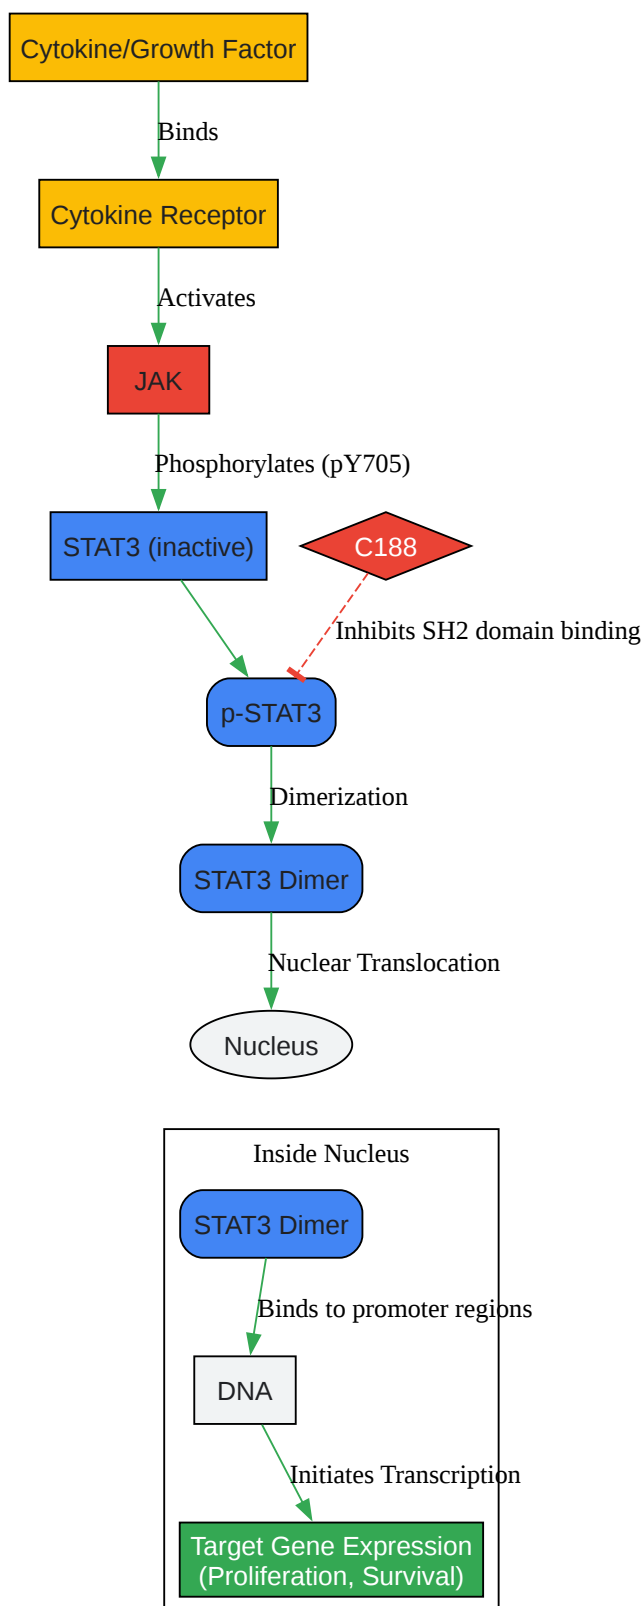 Cytokine/Growth Factor
Binds
Cytokine Receptor
Activates
JAK
Phosphorylates (pY705)
STAT3 (inactive)
C188
Inhibits SH2 domain binding
p-STAT3
Dimerization
STAT3 Dimer
Nuclear Translocation
Nucleus
Inside Nucleus
STAT3 Dimer
Binds to promoter regions
DNA
Initiates Transcription
Target Gene Expression
(Proliferation, Survival)